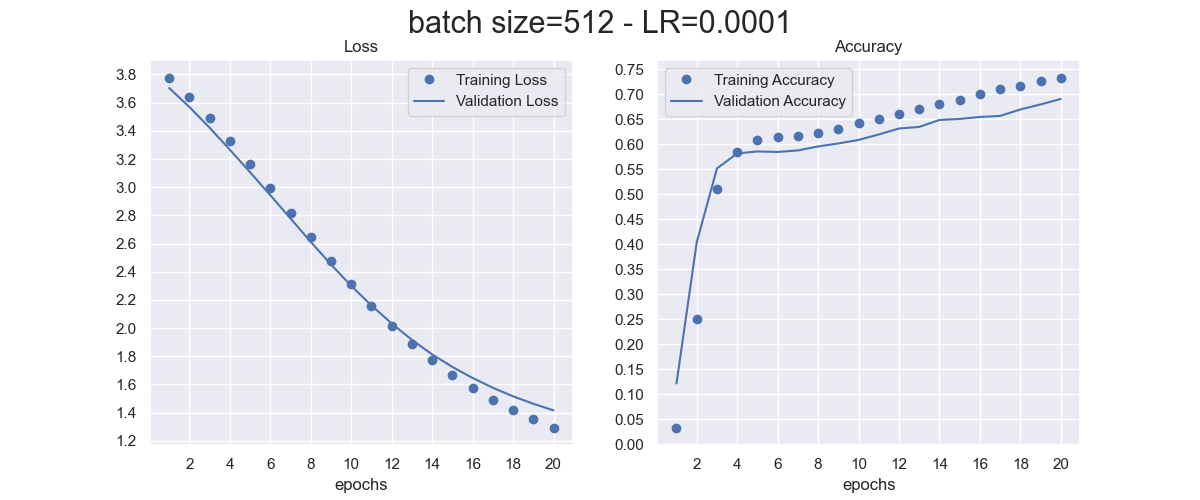 batch size=512 - LR=0.0001
Loss
3.8
3.6
3.4
3.2
3.0
2.8
2.6
2.4
2.2
2.0
1.8
1.6
1.4
1.2
Training Loss
Validation Loss
2 4 6 8 10 12 14 16 18 20
epochs
Accuracy
0.75
0.70
0.65
0.60
0.55
0.50
0.45
0.40
0.35
0.30
0.25
0.20
0.15
0.10
0.05
0.00
Training Accuracy
Validation Accuracy
2 4 6 8 10 12 14 16 18 20
epochs